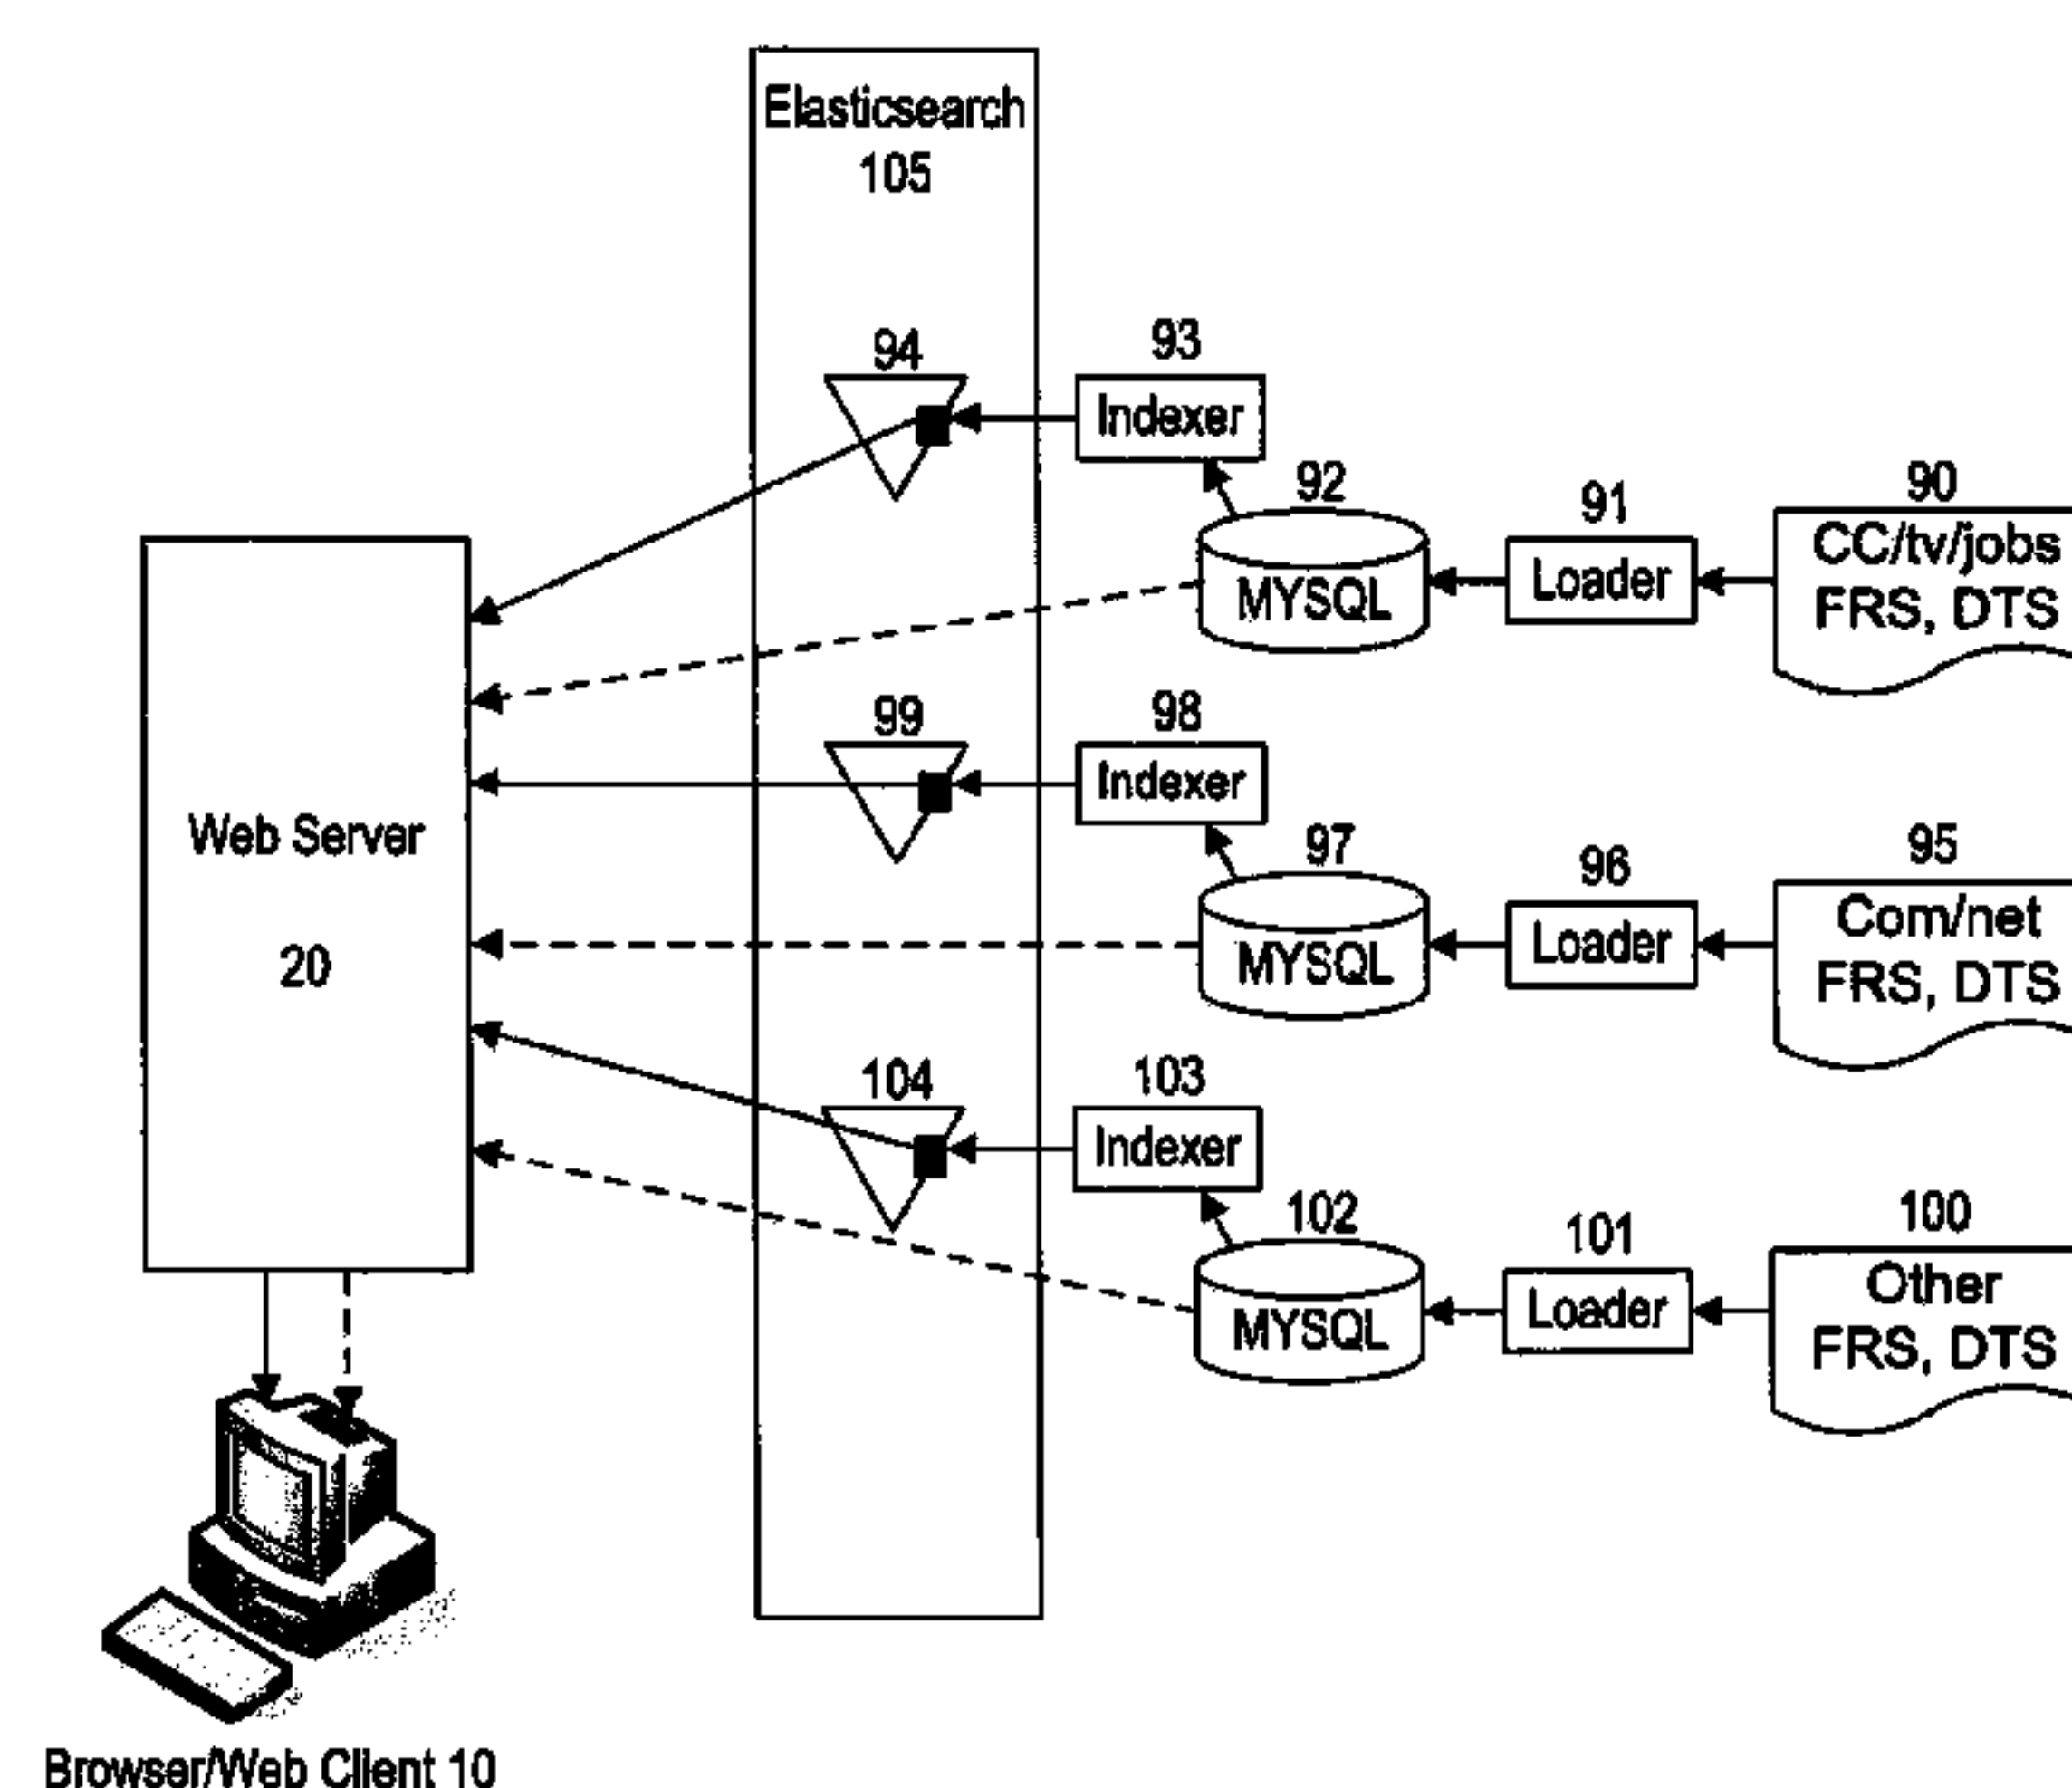 Elasticsearch
105
94
93
Indexer
92
MYSQL
91
Loader
90
CC/tv/jobs
FRS, DTS
99
98
Indexer
97
MYSQL
96
Loader
95
Com/net
FRS, DTS
Web Server
20
104
103
Indexer
102
MYSQL
101
Loader
100
Other
FRS, DTS
Browser/Web Client 10